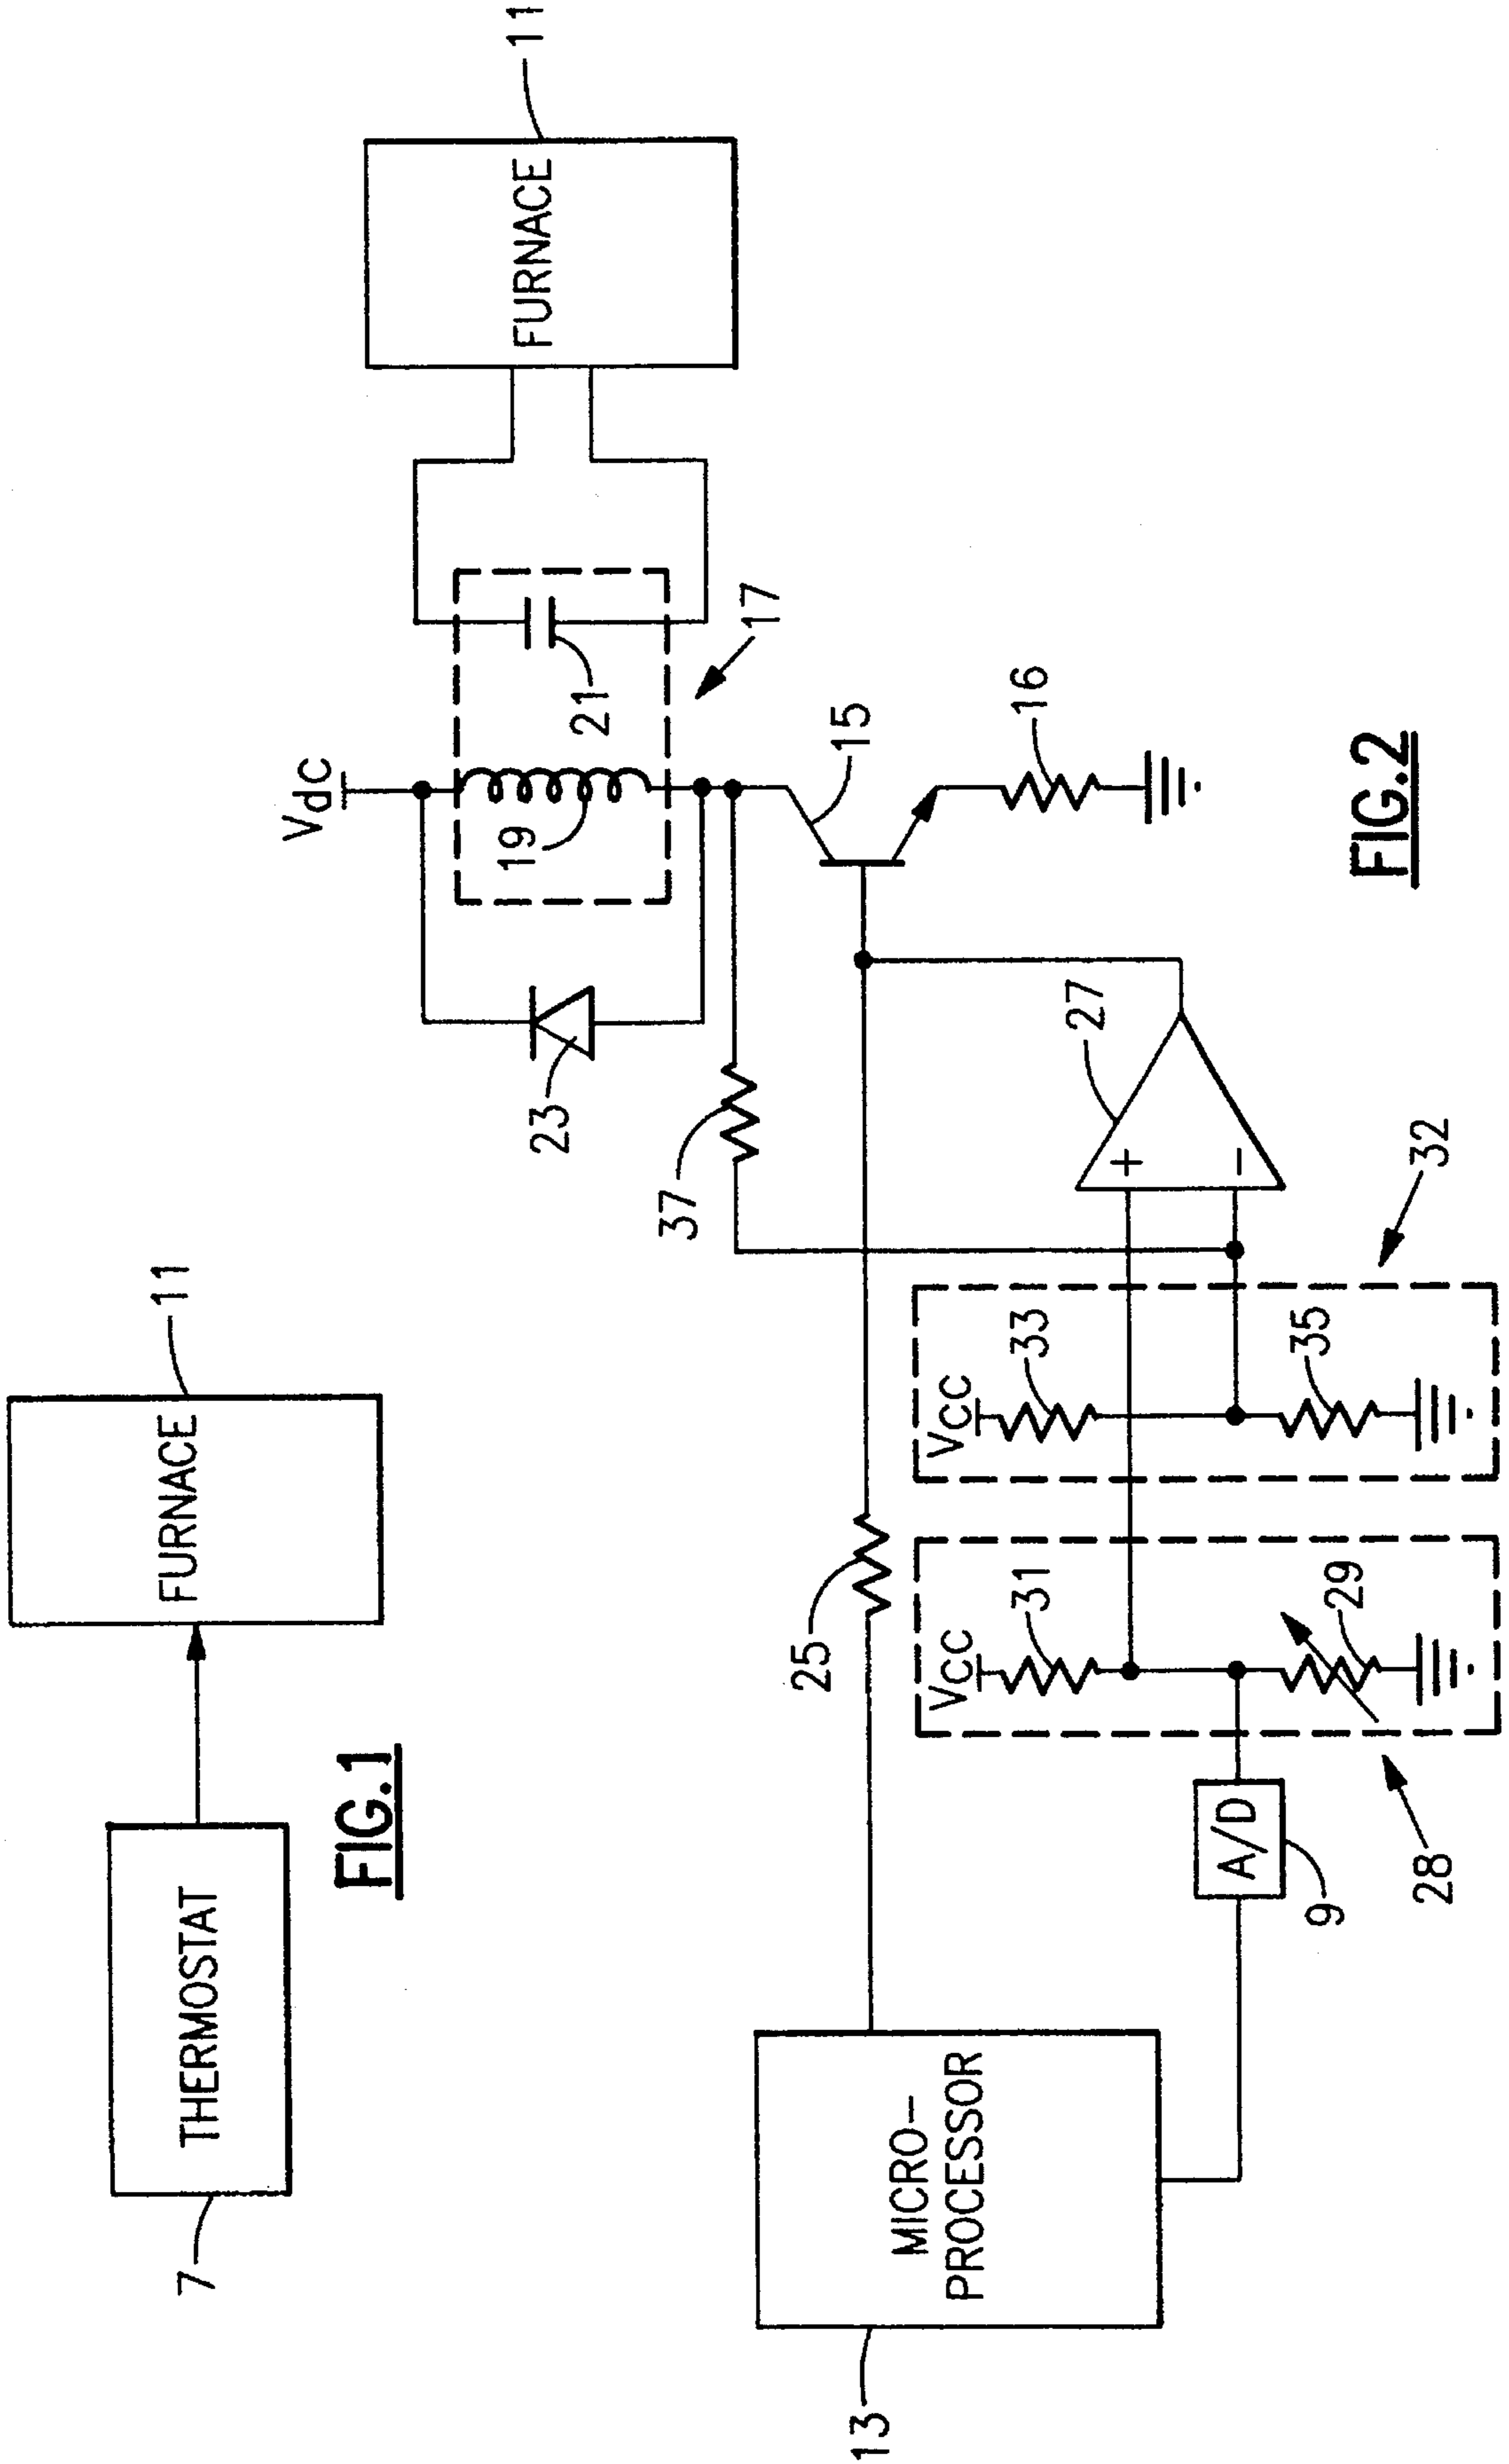 7
THERMOSTAT
FURNACE
11
FIG.1
13
MICRO-
PROCESSOR
A/D
9
28
25
Vcc
31
29
32
Vcc
33
35
37
27
+
−
23
Vdc
19
21
17
15
16
FURNACE
11
FIG.2